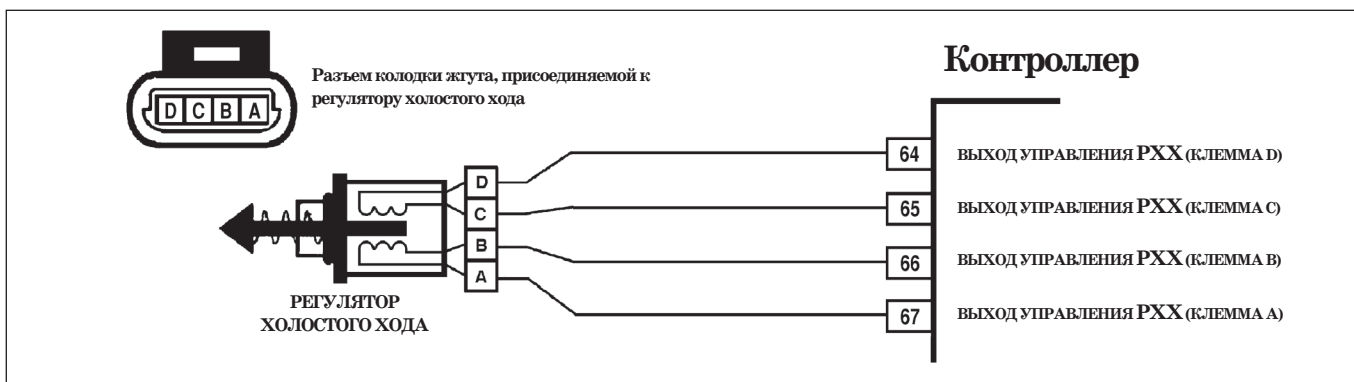 Контроллер
Разъем колодки жгута, присоединяемой к
регулятору холостого хода
D C B A
D 64 ВЫХОД УПРАВЛЕНИЯ РХХ (КЛЕММА D)
C 65 ВЫХОД УПРАВЛЕНИЯ РХХ (КЛЕММА C)
B 66 ВЫХОД УПРАВЛЕНИЯ РХХ (КЛЕММА B)
A 67 ВЫХОД УПРАВЛЕНИЯ РХХ (КЛЕММА A)
РЕГУЛЯТОР
ХОЛОСТОГО ХОДА